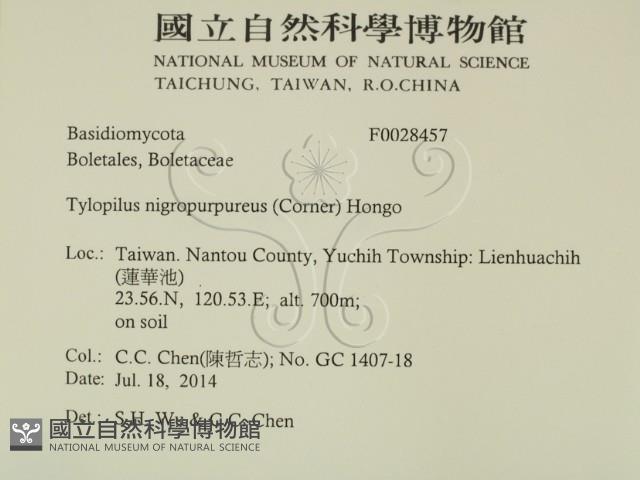 國立自然科學博物館
NATIONAL MUSEUM OF NATURAL SCIENCE
TAICHUNG, TAIWAN, R.O.CHINA
Basidiomycota F0028457
Boletales, Boletaceae
Tylopilus nigropurpureus (Corner) Hongo
Loc.: Taiwan. Nantou County, Yuchih Township: Lienhuachih
(蓮華池)
23.56.N, 120.53.E; alt. 700m;
on soil
Col.: C.C. Chen(陳哲志); No. GC 1407-18
Date: Jul. 18, 2014
Det.: S.H. Wu & C.C. Chen
國立自然科學博物館
NATIONAL MUSEUM OF NATURAL SCIENCE